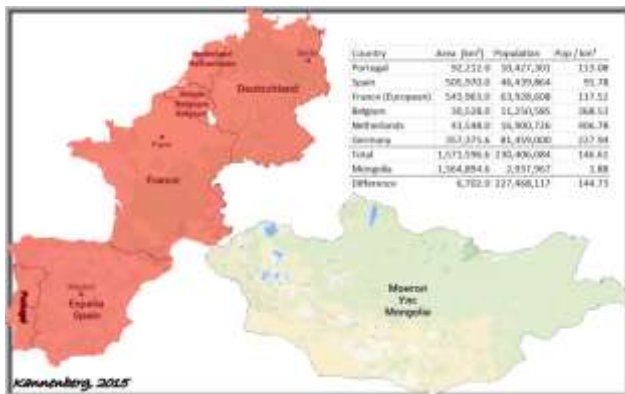 Deutschland
France
España
Spain
Portugal
Country Area (km²) Population Pop / km²
Portugal 92,212.0 10,427,301 113.08
Spain 505,970.0 46,439,864 91.78
France (European) 543,965.0 63,928,608 117.52
Belgium 30,528.0 11,250,585 368.53
Netherlands 41,548.0 16,900,726 406.78
Germany 357,375.6 81,459,000 227.94
Total 1,571,596.6 230,406,084 146.61
Mongolia 1,564,894.6 2,937,967 1.88
Difference 6,702.0 227,468,117 144.73
Mongolia
Kannenberg, 2015